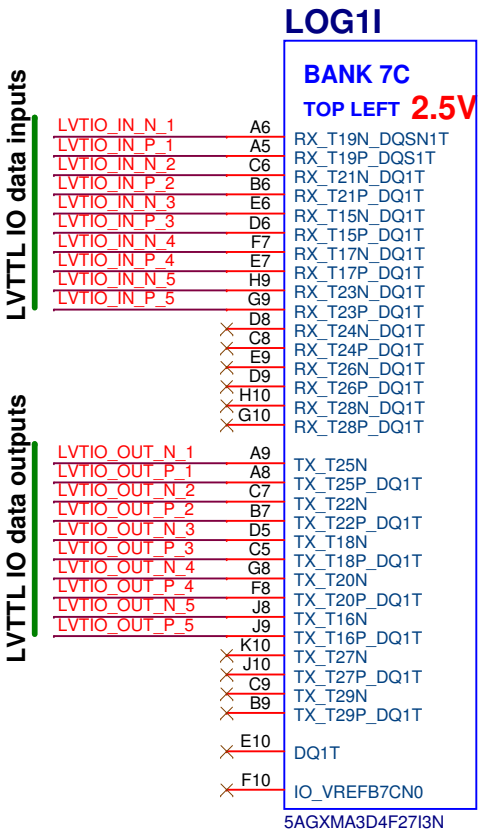 LOG1I
BANK 7C
TOP LEFT 2.5V
LVTTL IO data inputs
LVTIO_IN_N_1 A6 RX_T19N_DQSN1T
LVTIO_IN_P_1 A5 RX_T19P_DQS1T
LVTIO_IN_N_2 C6 RX_T21N_DQ1T
LVTIO_IN_P_2 B6 RX_T21P_DQ1T
LVTIO_IN_N_3 E6 RX_T15N_DQ1T
LVTIO_IN_P_3 D6 RX_T15P_DQ1T
LVTIO_IN_N_4 F7 RX_T17N_DQ1T
LVTIO_IN_P_4 E7 RX_T17P_DQ1T
LVTIO_IN_N_5 H9 RX_T23N_DQ1T
LVTIO_IN_P_5 G9 RX_T23P_DQ1T
D8 RX_T24N_DQ1T
C8 RX_T24P_DQ1T
E9 RX_T26N_DQ1T
D9 RX_T26P_DQ1T
H10 RX_T28N_DQ1T
G10 RX_T28P_DQ1T
LVTTL IO data outputs
LVTIO_OUT_N_1 A9 TX_T25N
LVTIO_OUT_P_1 A8 TX_T25P_DQ1T
LVTIO_OUT_N_2 C7 TX_T22N
LVTIO_OUT_P_2 B7 TX_T22P_DQ1T
LVTIO_OUT_N_3 D5 TX_T18N
LVTIO_OUT_P_3 C5 TX_T18P_DQ1T
LVTIO_OUT_N_4 G8 TX_T20N
LVTIO_OUT_P_4 F8 TX_T20P_DQ1T
LVTIO_OUT_N_5 J8 TX_T16N
LVTIO_OUT_P_5 J9 TX_T16P_DQ1T
K10 TX_T27N
J10 TX_T27P_DQ1T
C9 TX_T29N
B9 TX_T29P_DQ1T
E10 DQ1T
F10 IO_VREFB7CN0
5AGXMA3D4F27I3N